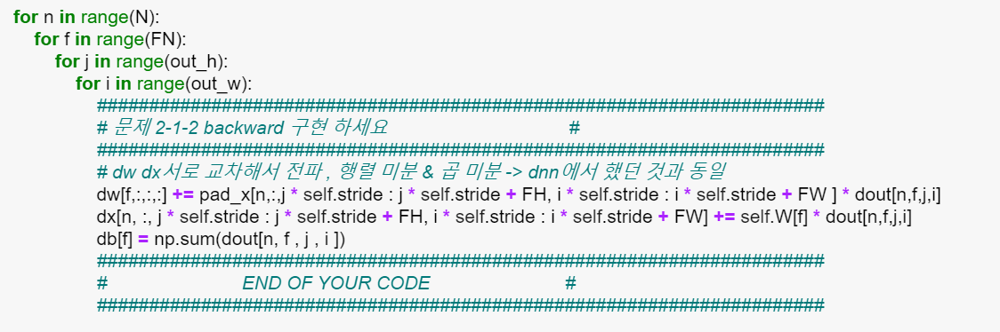 for n in range(N):
for f in range(FN):
for j in range(out_h):
for i in range(out_w):
######################################################################
# 문제 2-1-2 backward 구현 하세요 #
######################################################################
# dw dx서로 교차해서 전파 , 행렬 미분 & 곱 미분 -> dnn에서 했던 것과 동일
dw[f,:,:,:] += pad_x[n,:,j * self.stride : j * self.stride + FH, i * self.stride : i * self.stride + FW ] * dout[n,f,j,i]
dx[n, :, j * self.stride : j * self.stride + FH, i * self.stride : i * self.stride + FW] += self.W[f] * dout[n,f,j,i]
db[f] = np.sum(dout[n, f , j , i ])
######################################################################
# END OF YOUR CODE #
######################################################################